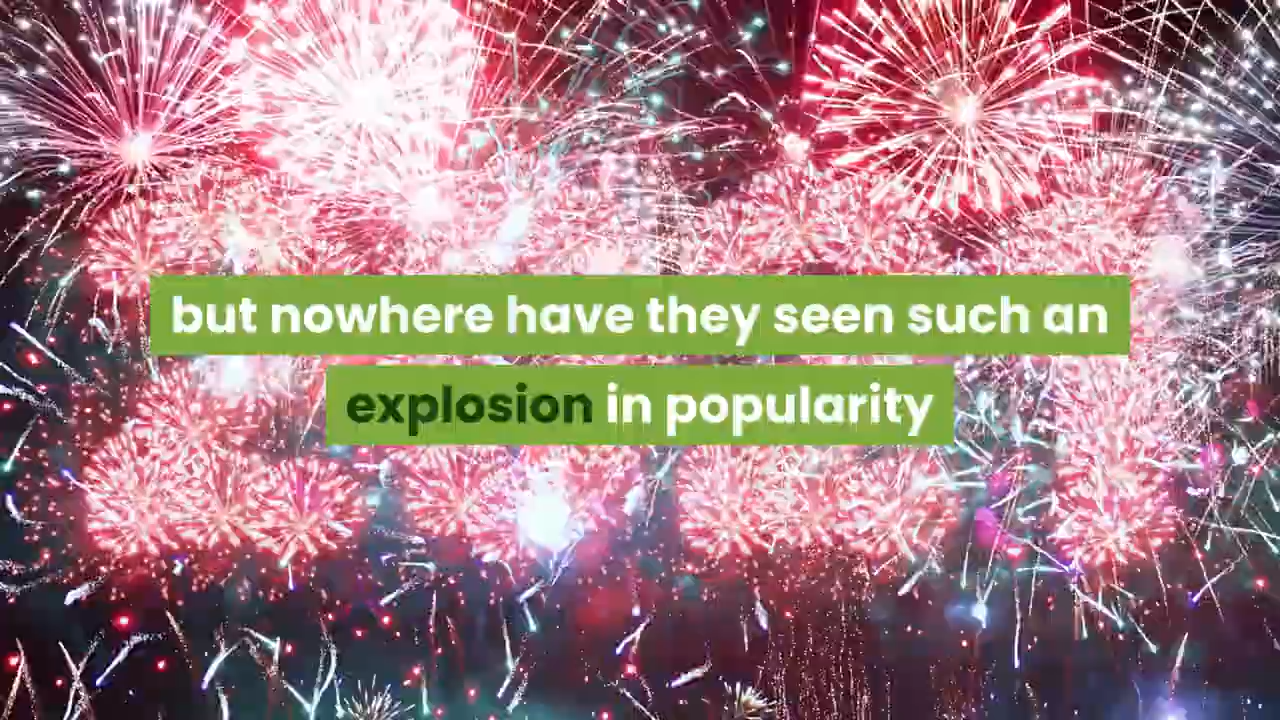 but nowhere have they seen such an
explosion in popularity